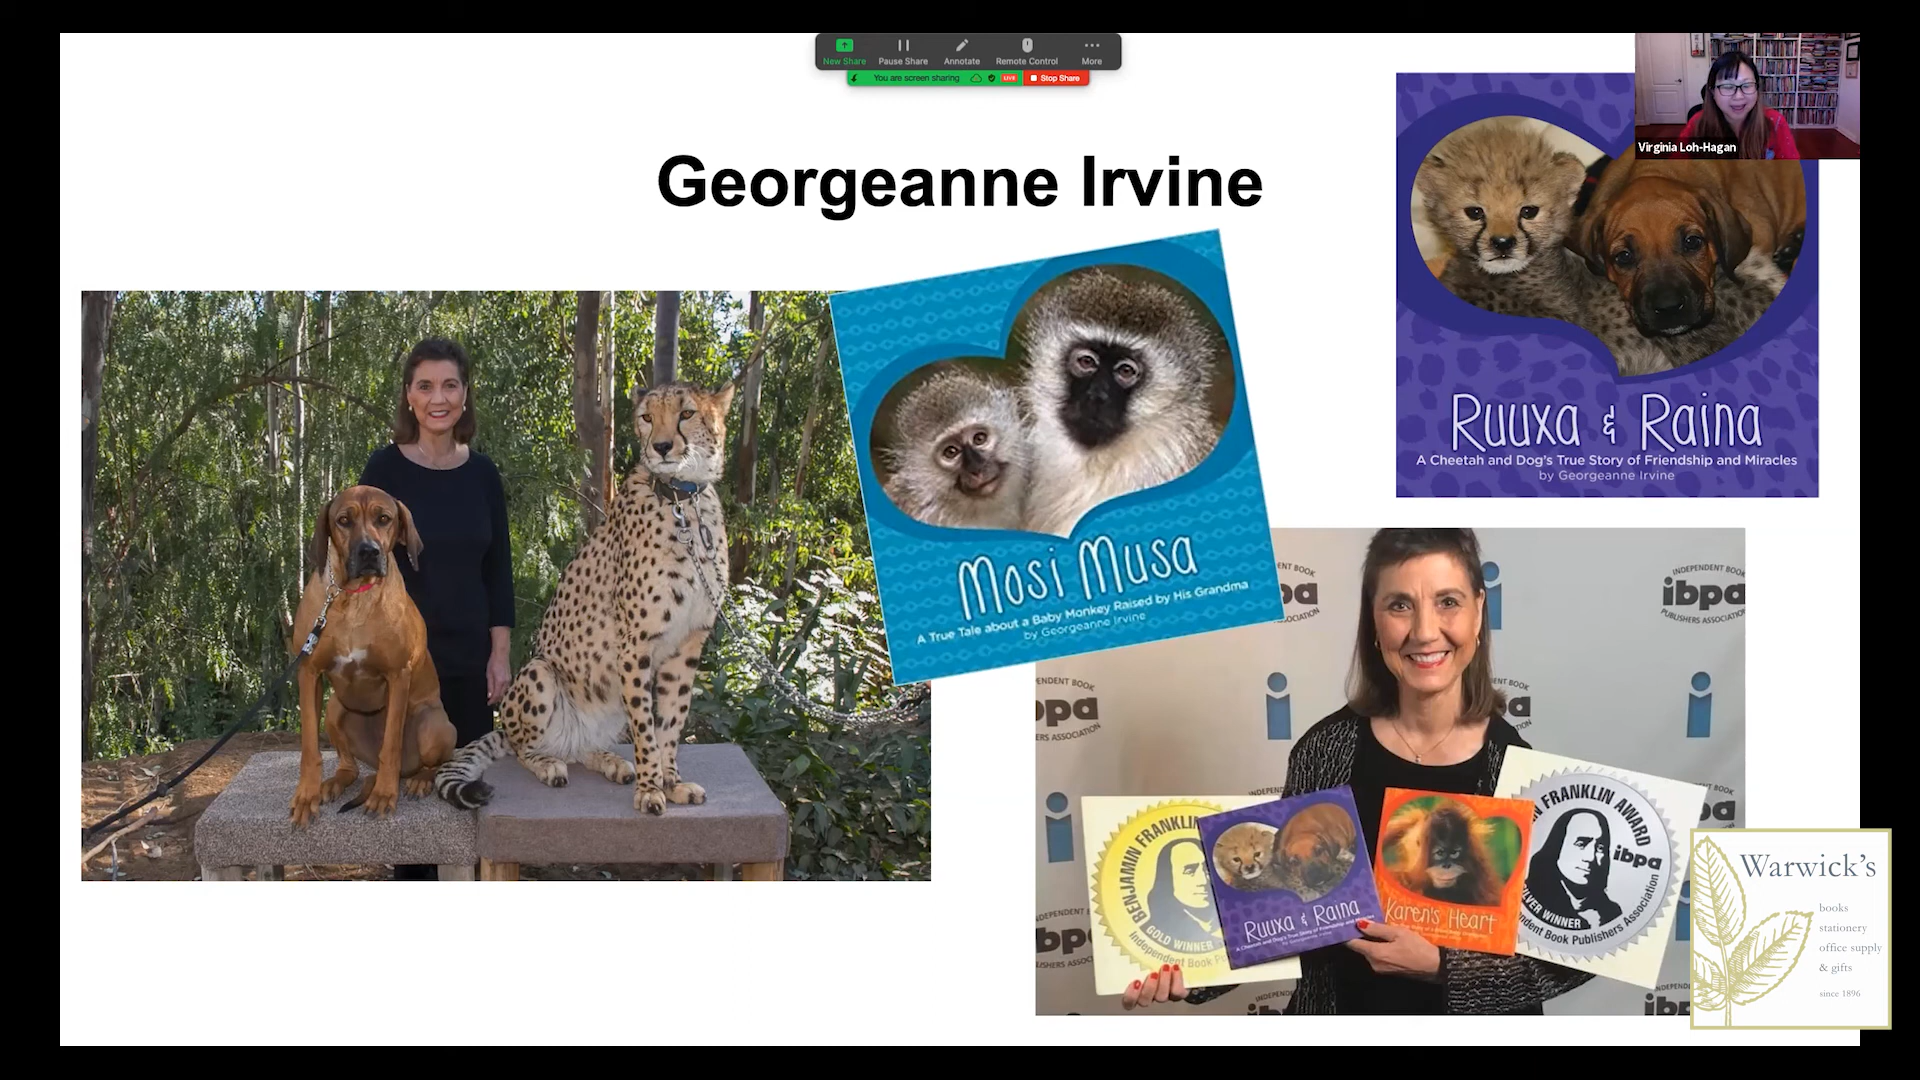 New Share
Pause Share
Annotate
Remote Control
More
You are screen sharing
LIVE
Stop Share
Virginia Loh-Hagan
Georgeanne Irvine
Ruuxa & Raina
A Cheetah and Dog's True Story of Friendship and Miracles
by Georgeanne Irvine
Mosi Musa
A True Tale about a Baby Monkey Raised by His Grandma
by Georgeanne Irvine
INDEPENDENT BOOK
ibpa
PUBLISHERS ASSOCIATION
BENJAMIN FRANKLIN
GOLD WINNER
Independent Book
Ruuxa & Raina
A Cheetah and Dog's True Story of Friendship and Miracles
by Georgeanne Irvine
Karen's Heart
FRANKLIN AWARD
ibpa
SILVER WINNER
Independent Book Publishers Association
Warwick's
books
stationery
office supply
& gifts
since 1896